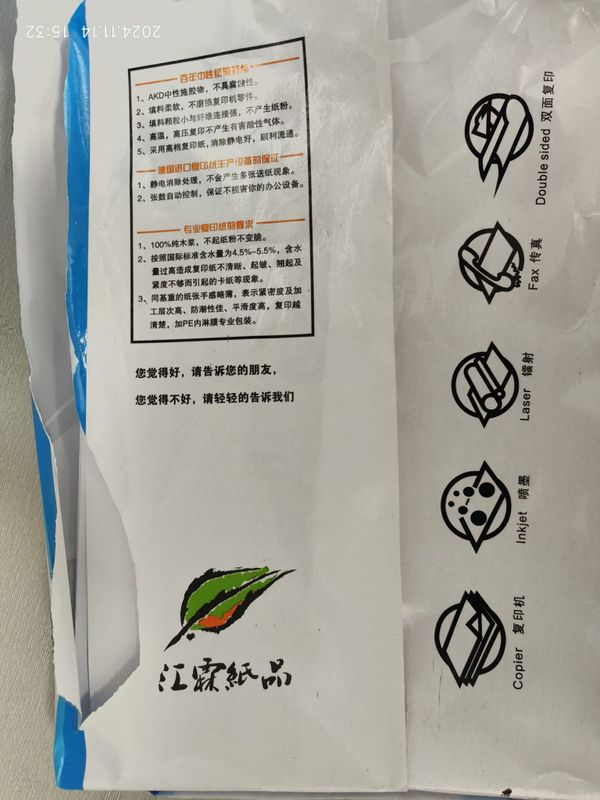 2024.11.14 15:32
百年中性纸的特点
1、AKD中性施胶物，不具腐蚀性。
2、填料柔软，不磨损复印机零件。
3、填料颗粒小与纤维连接强，不产生纸粉。
4、高温，高压复印不产生有害酸性气体。
5、采用高档复印纸，消除静电好，顺利流通。
德国进口复印纸生产设备的保证
1、静电消除处理，不会产生多张送纸现象。
2、张数自动控制，保证不损害你的办公设备。
专业复印纸的要求
1、100%纯木浆，不起纸粉不变脆。
2、按照国际标准含水量为4.5%-5.5%，含水
量过高造成复印纸不清晰、起皱、翘起及
紧度不够而引起的卡纸等现象。
3、同基重的纸张手感略薄，表示紧密度及加
工层次高、防潮性佳、平滑度高，复印越
清楚，加PE内淋膜专业包装。
您觉得好，请告诉您的朋友，
您觉得不好，请轻轻的告诉我们
江霖紙品
Double sided 双面复印
Fax 传真
Laser 镭射
Inkjet 喷墨
Copier 复印机